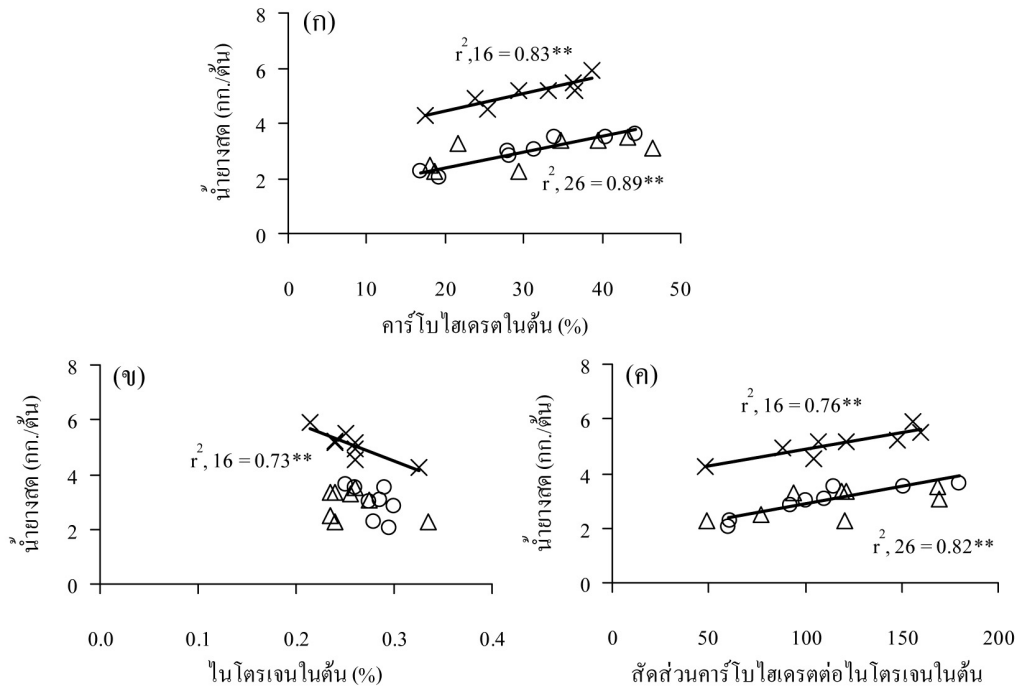 (ก)
8
6
4
2
0
น้ำยางสด (กก./ต้น)
r²,16 = 0.83**
r², 26 = 0.89**
0 10 20 30 40 50
คาร์โบไฮเดรตในต้น (%)
(ข)
8
6
4
2
0
น้ำยางสด (กก./ต้น)
r², 16 = 0.73**
0.0 0.1 0.2 0.3 0.4
ไนโตรเจนในต้น (%)
(ค)
8
6
4
2
0
น้ำยางสด (กก./ต้น)
r², 16 = 0.76**
r², 26 = 0.82**
0 50 100 150 200
สัดส่วนคาร์โบไฮเดรตต่อไนโตรเจนในต้น